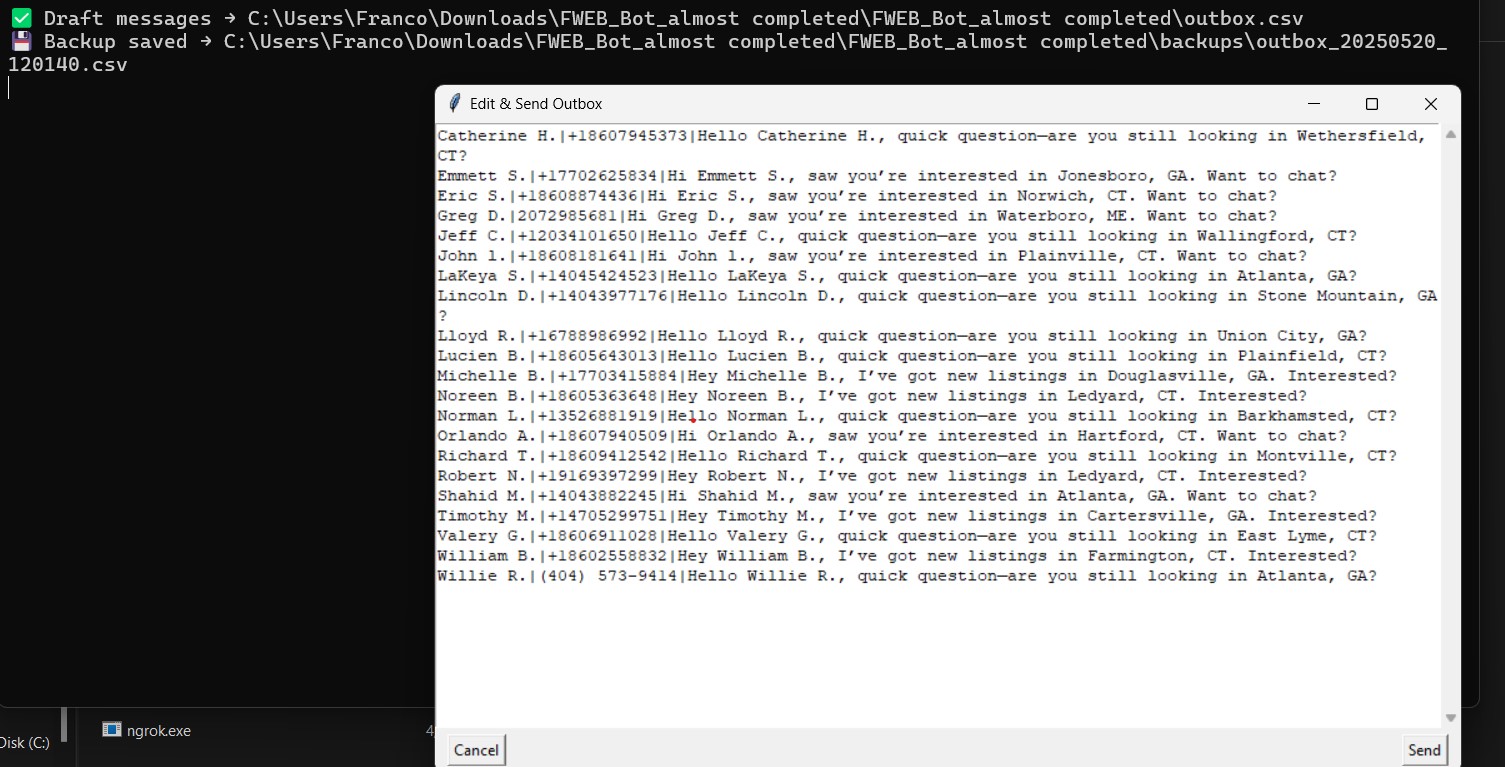 ✅ Draft messages → C:\Users\Franco\Downloads\FWEB_Bot_almost completed\FWEB_Bot_almost completed\outbox.csv
💾 Backup saved → C:\Users\Franco\Downloads\FWEB_Bot_almost completed\FWEB_Bot_almost completed\backups\outbox_20250520_
120140.csv
Edit & Send Outbox
Catherine H.|+18607945373|Hello Catherine H., quick question—are you still looking in Wethersfield,
CT?
Emmett S.|+17702625834|Hi Emmett S., saw you’re interested in Jonesboro, GA. Want to chat?
Eric S.|+18608874436|Hi Eric S., saw you’re interested in Norwich, CT. Want to chat?
Greg D.|2072985681|Hi Greg D., saw you’re interested in Waterboro, ME. Want to chat?
Jeff C.|+12034101650|Hello Jeff C., quick question—are you still looking in Wallingford, CT?
John l.|+18608181641|Hi John l., saw you’re interested in Plainville, CT. Want to chat?
LaKeya S.|+14045424523|Hello LaKeya S., quick question—are you still looking in Atlanta, GA?
Lincoln D.|+14043977176|Hello Lincoln D., quick question—are you still looking in Stone Mountain, GA
?
Lloyd R.|+16788986992|Hello Lloyd R., quick question—are you still looking in Union City, GA?
Lucien B.|+18605643013|Hello Lucien B., quick question—are you still looking in Plainfield, CT?
Michelle B.|+17703415884|Hey Michelle B., I’ve got new listings in Douglasville, GA. Interested?
Noreen B.|+18605363648|Hey Noreen B., I’ve got new listings in Ledyard, CT. Interested?
Norman L.|+13526881919|Hello Norman L., quick question—are you still looking in Barkhamsted, CT?
Orlando A.|+18607940509|Hi Orlando A., saw you’re interested in Hartford, CT. Want to chat?
Richard T.|+18609412542|Hello Richard T., quick question—are you still looking in Montville, CT?
Robert N.|+19169397299|Hey Robert N., I’ve got new listings in Ledyard, CT. Interested?
Shahid M.|+14043882245|Hi Shahid M., saw you’re interested in Atlanta, GA. Want to chat?
Timothy M.|+14705299751|Hey Timothy M., I’ve got new listings in Cartersville, GA. Interested?
Valery G.|+18606911028|Hello Valery G., quick question—are you still looking in East Lyme, CT?
William B.|+18602558832|Hey William B., I’ve got new listings in Farmington, CT. Interested?
Willie R.|(404) 573-9414|Hello Willie R., quick question—are you still looking in Atlanta, GA?
Disk (C:)
ngrok.exe
4
Cancel
Send